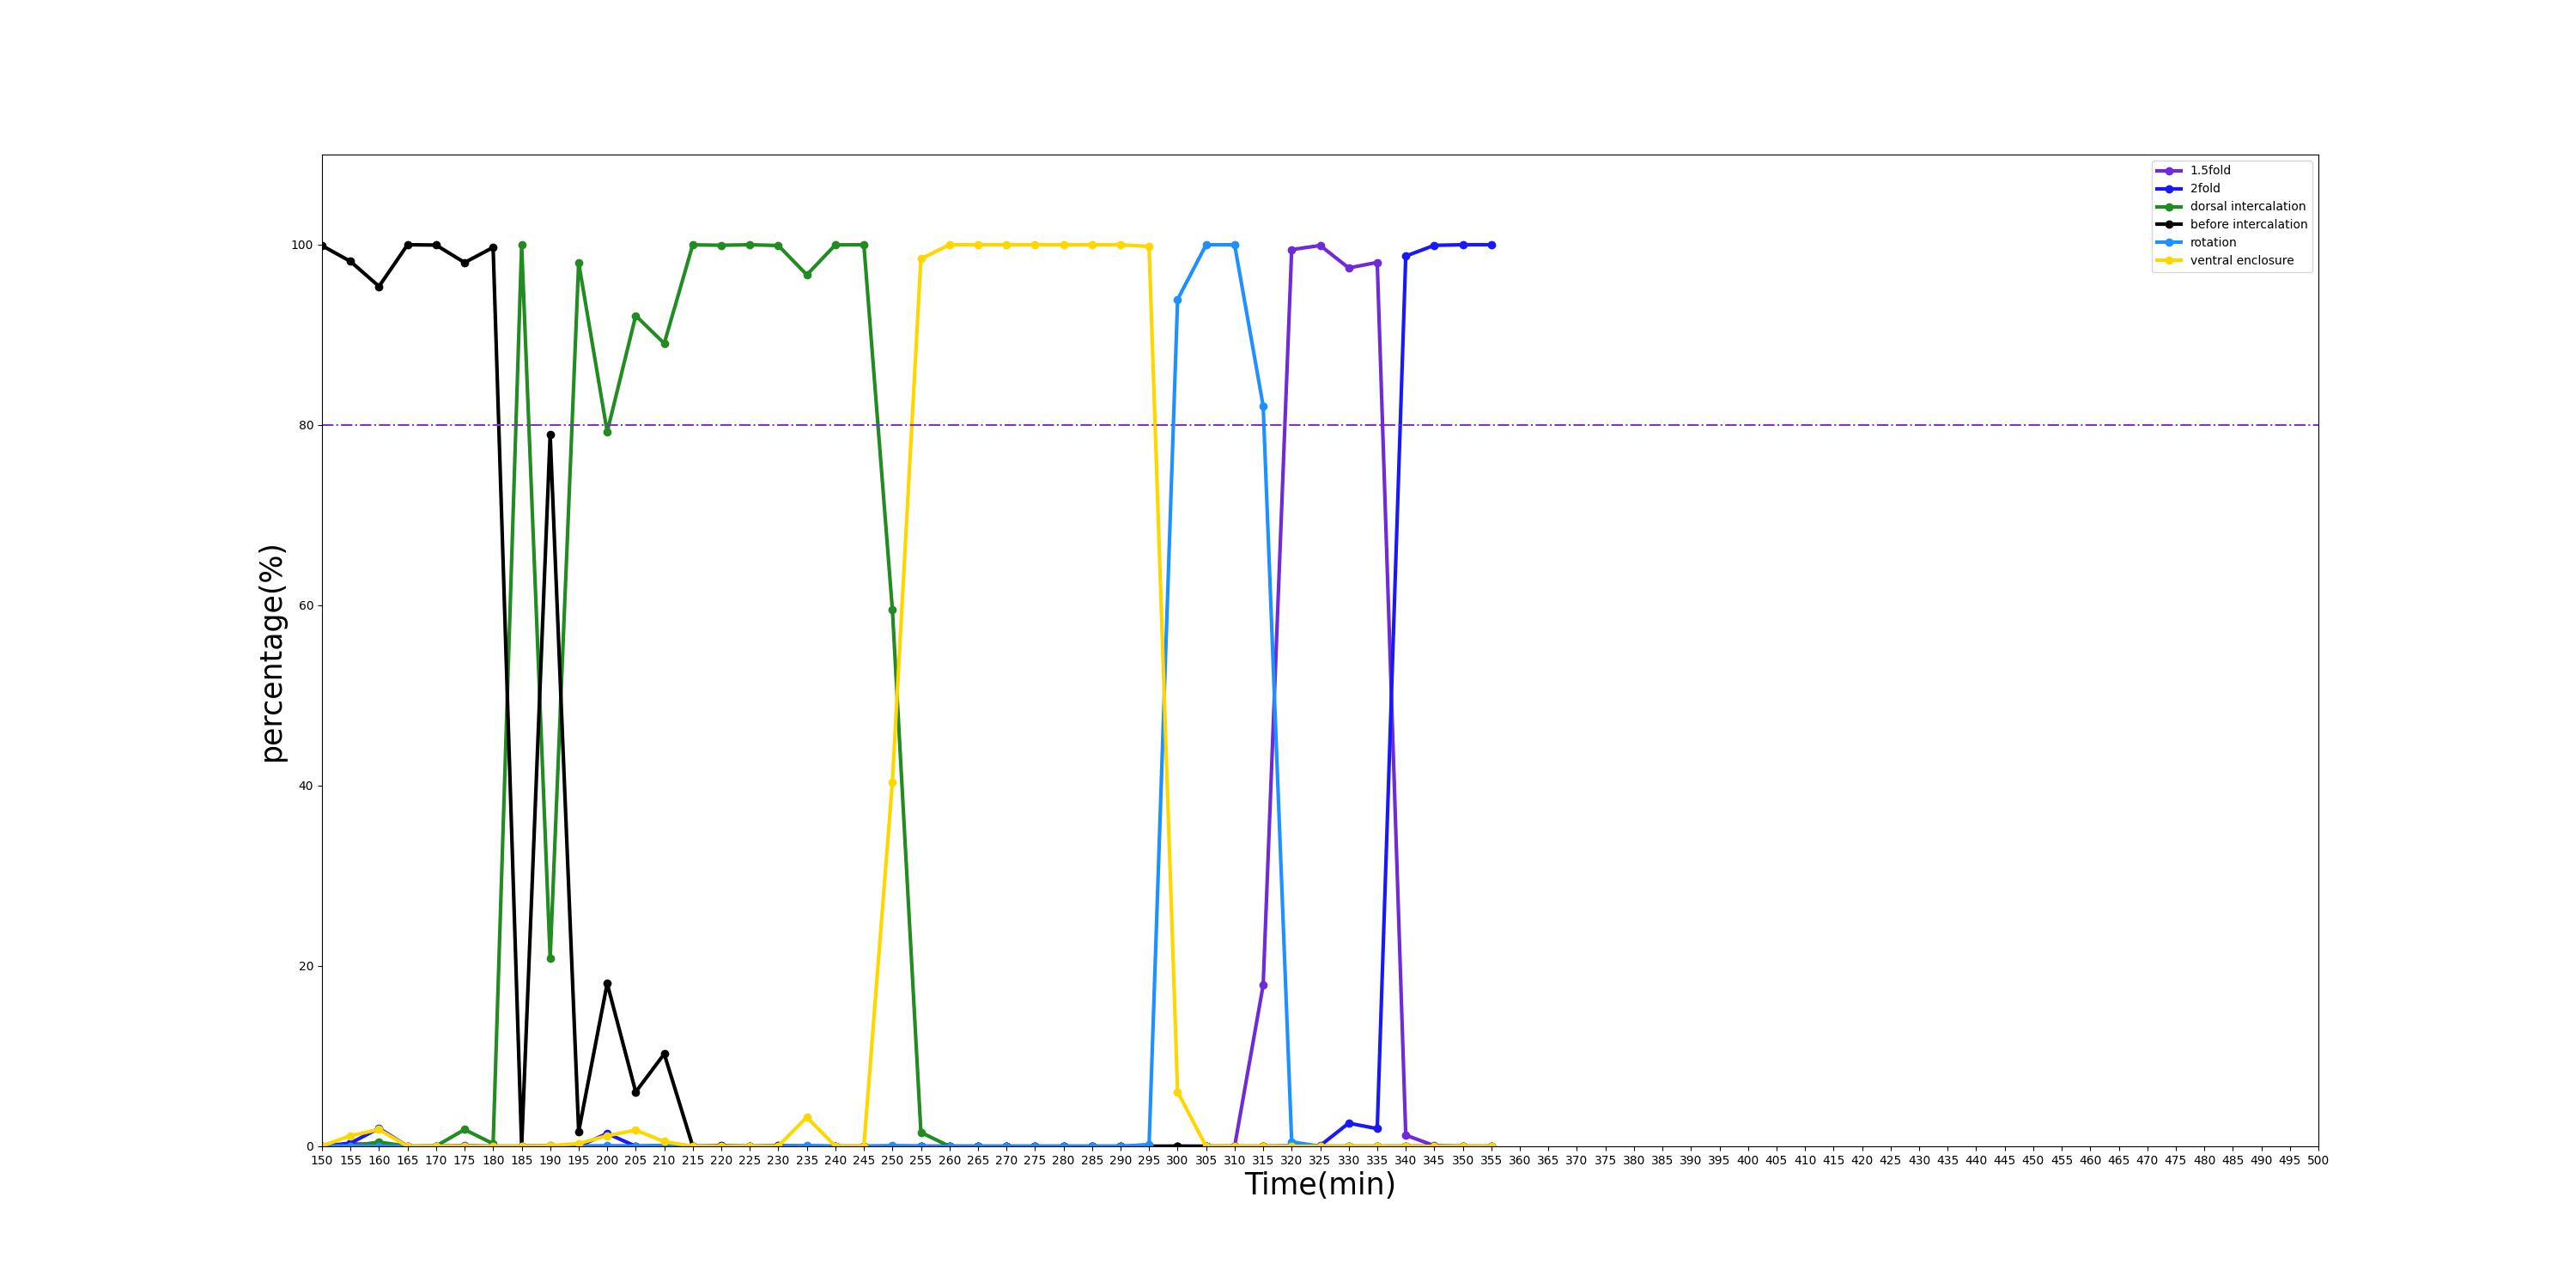 1.5fold
2fold
dorsal intercalation
before intercalation
rotation
ventral enclosure
100
80
60
40
20
0
percentage(%)
150 155 160 165 170 175 180 185 190 195 200 205 210 215 220 225 230 235 240 245 250 255 260 265 270 275 280 285 290 295 300 305 310 315 320 325 330 335 340 345 350 355 360 365 370 375 380 385 390 395 400 405 410 415 420 425 430 435 440 445 450 455 460 465 470 475 480 485 490 495 500
Time(min)